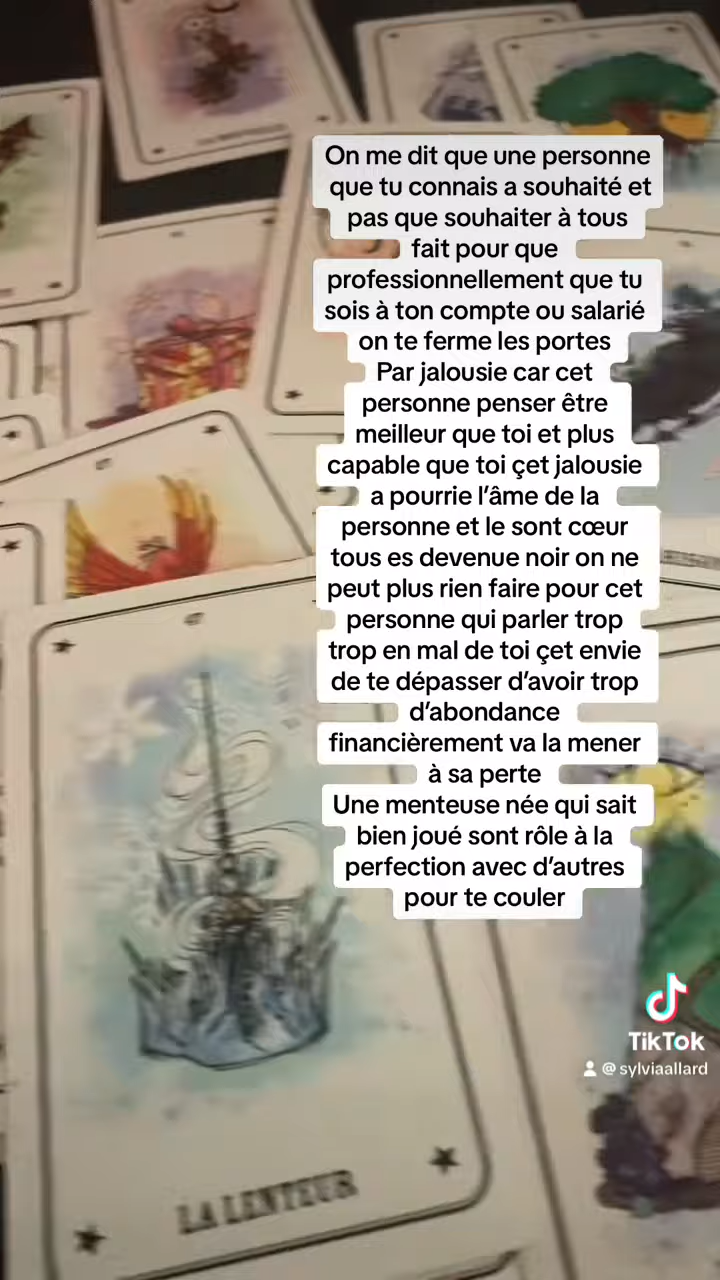 On me dit que une personne
que tu connais a souhaité et
pas que souhaiter à tous
fait pour que
professionnellement que tu
sois à ton compte ou salarié
on te ferme les portes
Par jalousie car cet
personne penser être
meilleur que toi et plus
capable que toi çet jalousie
a pourrie l’âme de la
personne et le sont cœur
tous es devenue noir on ne
peut plus rien faire pour cet
personne qui parler trop
trop en mal de toi çet envie
de te dépasser d’avoir trop
d’abondance
financièrement va la mener
à sa perte
Une menteuse née qui sait
bien joué sont rôle à la
perfection avec d’autres
pour te couler
TikTok
@sylviaallard
LA LENTEUR